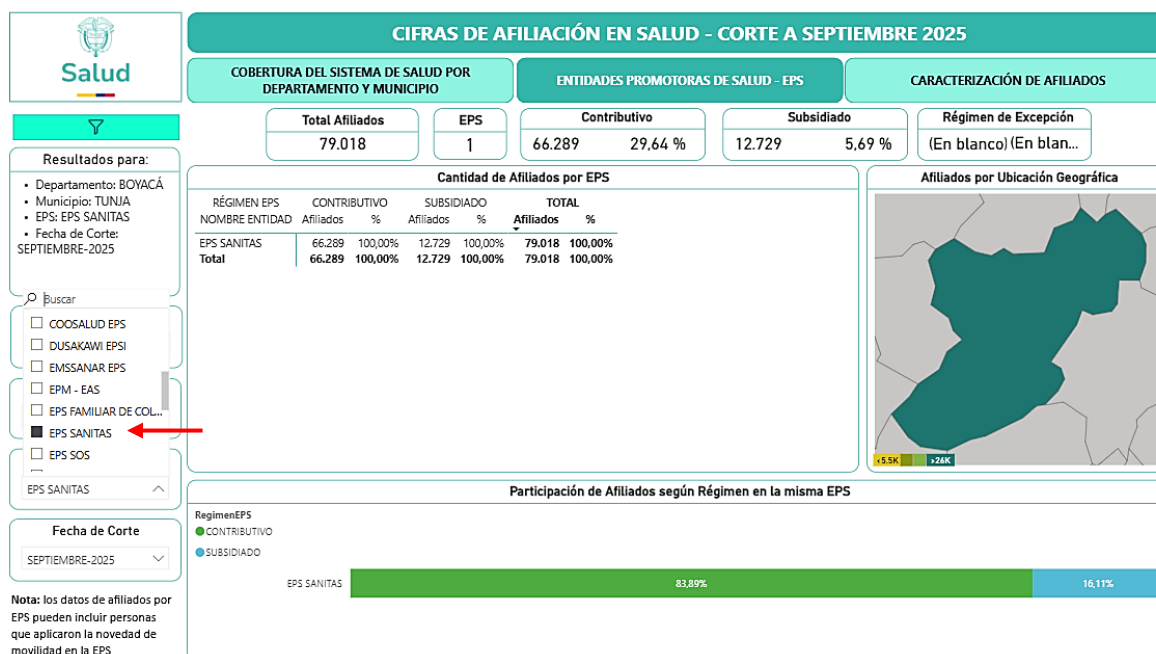 Salud
CIFRAS DE AFILIACIÓN EN SALUD - CORTE A SEPTIEMBRE 2025
COBERTURA DEL SISTEMA DE SALUD POR
DEPARTAMENTO Y MUNICIPIO
ENTIDADES PROMOTORAS DE SALUD - EPS
CARACTERIZACIÓN DE AFILIADOS
Total Afiliados
79.018
EPS
1
Contributivo
66.289 29,64 %
Subsidiado
12.729 5,69 %
Régimen de Excepción
(En blanco) (En blan...
Resultados para:
• Departamento: BOYACÁ
• Municipio: TUNJA
• EPS: EPS SANITAS
• Fecha de Corte:
SEPTIEMBRE-2025
Buscar
COOSALUD EPS
DUSAKAWI EPSI
EMSSANAR EPS
EPM - EAS
EPS FAMILIAR DE COL...
EPS SANITAS
EPS SOS
EPS SANITAS
Fecha de Corte
SEPTIEMBRE-2025
Nota: los datos de afiliados por
EPS pueden incluir personas
que aplicaron la novedad de
movilidad en la EPS
Cantidad de Afiliados por EPS
RÉGIMEN EPS CONTRIBUTIVO SUBSIDIADO TOTAL
NOMBRE ENTIDAD Afiliados % Afiliados % Afiliados %
EPS SANITAS 66.289 100,00% 12.729 100,00% 79.018 100,00%
Total 66.289 100,00% 12.729 100,00% 79.018 100,00%
Afiliados por Ubicación Geográfica
<5.5K >26K
Participación de Afiliados según Régimen en la misma EPS
RegimenEPS
CONTRIBUTIVO
SUBSIDIADO
EPS SANITAS 83,89% 16,11%